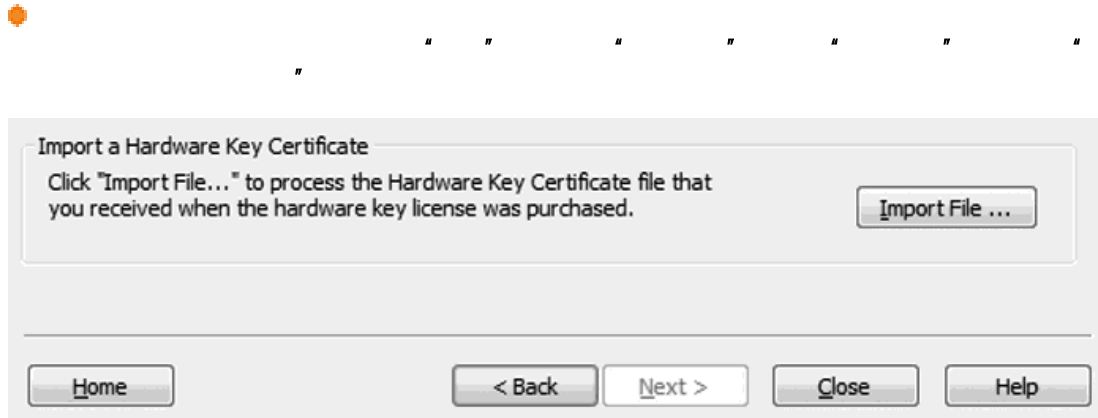 “ ” “ ” “ ” “
”
Import a Hardware Key Certificate
Click "Import File..." to process the Hardware Key Certificate file that
you received when the hardware key license was purchased.
Import File ...
Home
< Back
Next >
Close
Help